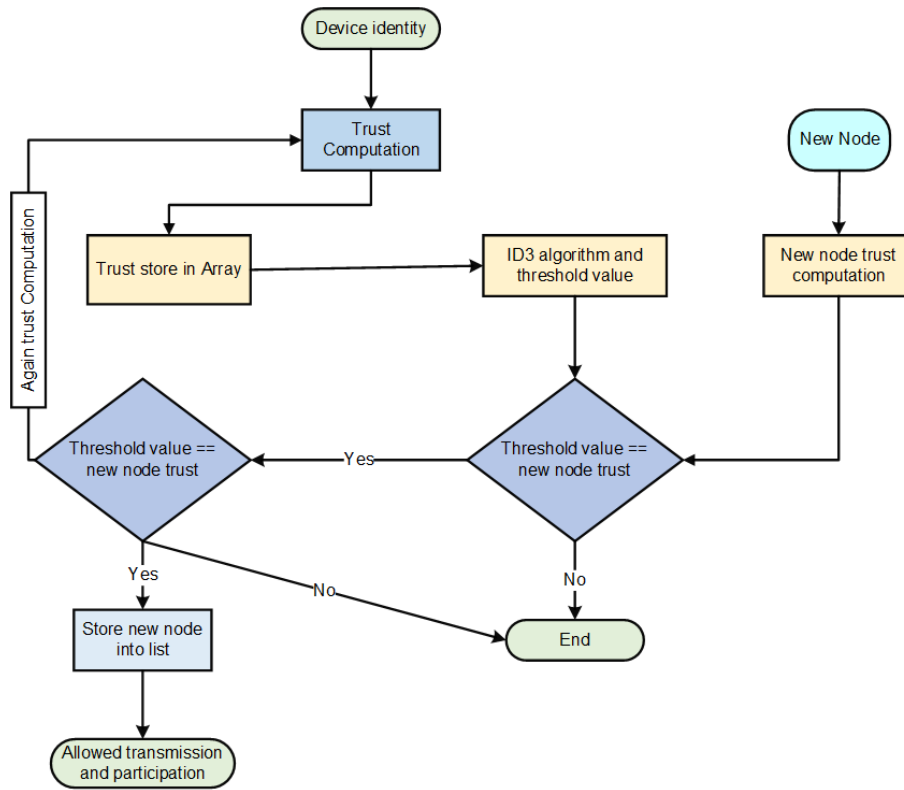 Device identity
Trust
Computation
New Node
Again trust Computation
Trust store in Array
ID3 algorithm and
threshold value
New node trust
computation
Threshold value ==
new node trust
Yes
Threshold value ==
new node trust
Yes
No
No
Store new node
into list
End
Allowed transmission
and participation